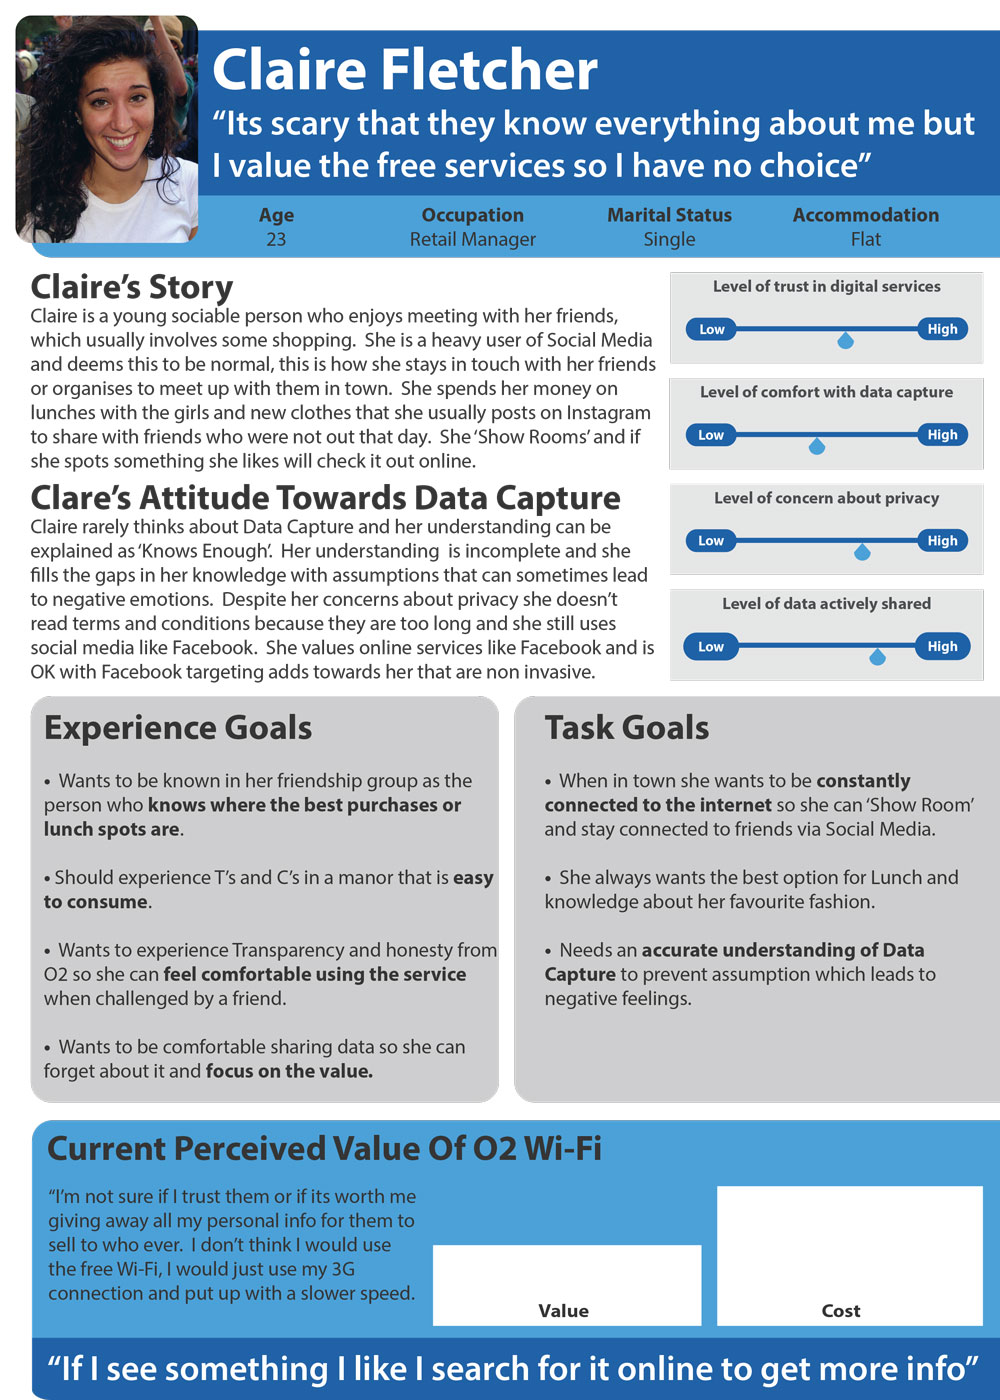 Claire Fletcher
“Its scary that they know everything about me but
I value the free services so I have no choice”
Age
23
Occupation
Retail Manager
Marital Status
Single
Accommodation
Flat
Claire’s Story
Claire is a young sociable person who enjoys meeting with her friends,
which usually involves some shopping. She is a heavy user of Social Media
and deems this to be normal, this is how she stays in touch with her friends
or organises to meet up with them in town. She spends her money on
lunches with the girls and new clothes that she usually posts on Instagram
to share with friends who were not out that day. She ‘Show Rooms’ and if
she spots something she likes will check it out online.
Clare’s Attitude Towards Data Capture
Claire rarely thinks about Data Capture and her understanding can be
explained as ‘Knows Enough’. Her understanding is incomplete and she
fills the gaps in her knowledge with assumptions that can sometimes lead
to negative emotions. Despite her concerns about privacy she doesn’t
read terms and conditions because they are too long and she still uses
social media like Facebook. She values online services like Facebook and is
OK with Facebook targeting adds towards her that are non invasive.
Level of trust in digital services
Low High
Level of comfort with data capture
Low High
Level of concern about privacy
Low High
Level of data actively shared
Low High
Experience Goals
• Wants to be known in her friendship group as the
person who knows where the best purchases or
lunch spots are.
• Should experience T’s and C’s in a manor that is easy
to consume.
• Wants to experience Transparency and honesty from
O2 so she can feel comfortable using the service
when challenged by a friend.
• Wants to be comfortable sharing data so she can
forget about it and focus on the value.
Task Goals
• When in town she wants to be constantly
connected to the internet so she can ‘Show Room’
and stay connected to friends via Social Media.
• She always wants the best option for Lunch and
knowledge about her favourite fashion.
• Needs an accurate understanding of Data
Capture to prevent assumption which leads to
negative feelings.
Current Perceived Value Of O2 Wi-Fi
“I’m not sure if I trust them or if its worth me
giving away all my personal info for them to
sell to who ever. I don’t think I would use
the free Wi-Fi, I would just use my 3G
connection and put up with a slower speed.
Value
Cost
“If I see something I like I search for it online to get more info”